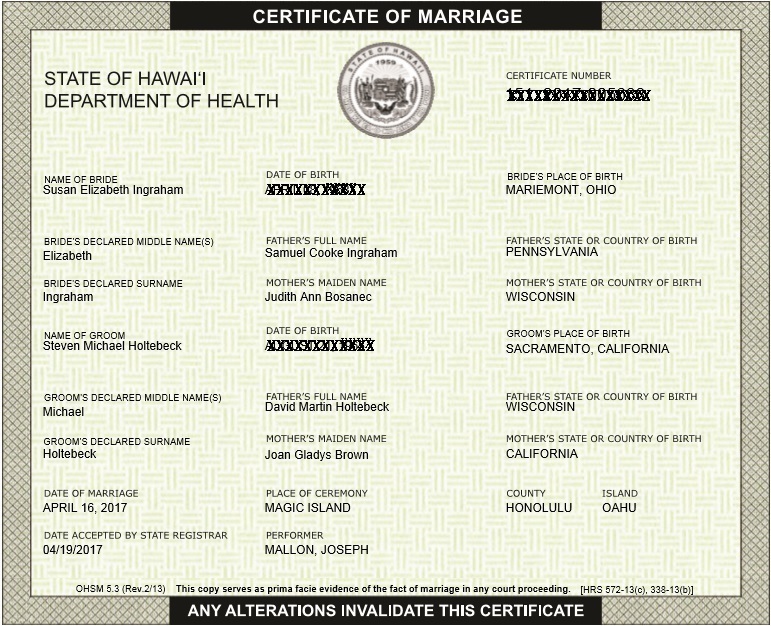 CERTIFICATE OF MARRIAGE
STATE OF HAWAI‘I
DEPARTMENT OF HEALTH
STATE OF HAWAII
1959
CERTIFICATE NUMBER
NAME OF BRIDE
Susan Elizabeth Ingraham
DATE OF BIRTH
BRIDE'S PLACE OF BIRTH
MARIEMONT, OHIO
BRIDE'S DECLARED MIDDLE NAME(S)
Elizabeth
FATHER'S FULL NAME
Samuel Cooke Ingraham
FATHER'S STATE OR COUNTRY OF BIRTH
PENNSYLVANIA
BRIDE'S DECLARED SURNAME
Ingraham
MOTHER'S MAIDEN NAME
Judith Ann Bosanec
MOTHER'S STATE OR COUNTRY OF BIRTH
WISCONSIN
NAME OF GROOM
Steven Michael Holtebeck
DATE OF BIRTH
GROOM'S PLACE OF BIRTH
SACRAMENTO, CALIFORNIA
GROOM'S DECLARED MIDDLE NAME(S)
Michael
FATHER'S FULL NAME
David Martin Holtebeck
FATHER'S STATE OR COUNTRY OF BIRTH
WISCONSIN
GROOM'S DECLARED SURNAME
Holtebeck
MOTHER'S MAIDEN NAME
Joan Gladys Brown
MOTHER'S STATE OR COUNTRY OF BIRTH
CALIFORNIA
DATE OF MARRIAGE
APRIL 16, 2017
PLACE OF CEREMONY
MAGIC ISLAND
COUNTY
HONOLULU
ISLAND
OAHU
DATE ACCEPTED BY STATE REGISTRAR
04/19/2017
PERFORMER
MALLON, JOSEPH
OHSM 5.3 (Rev.2/13) This copy serves as prima facie evidence of the fact of marriage in any court proceeding. [HRS 572-13(c), 338-13(b)]
ANY ALTERATIONS INVALIDATE THIS CERTIFICATE